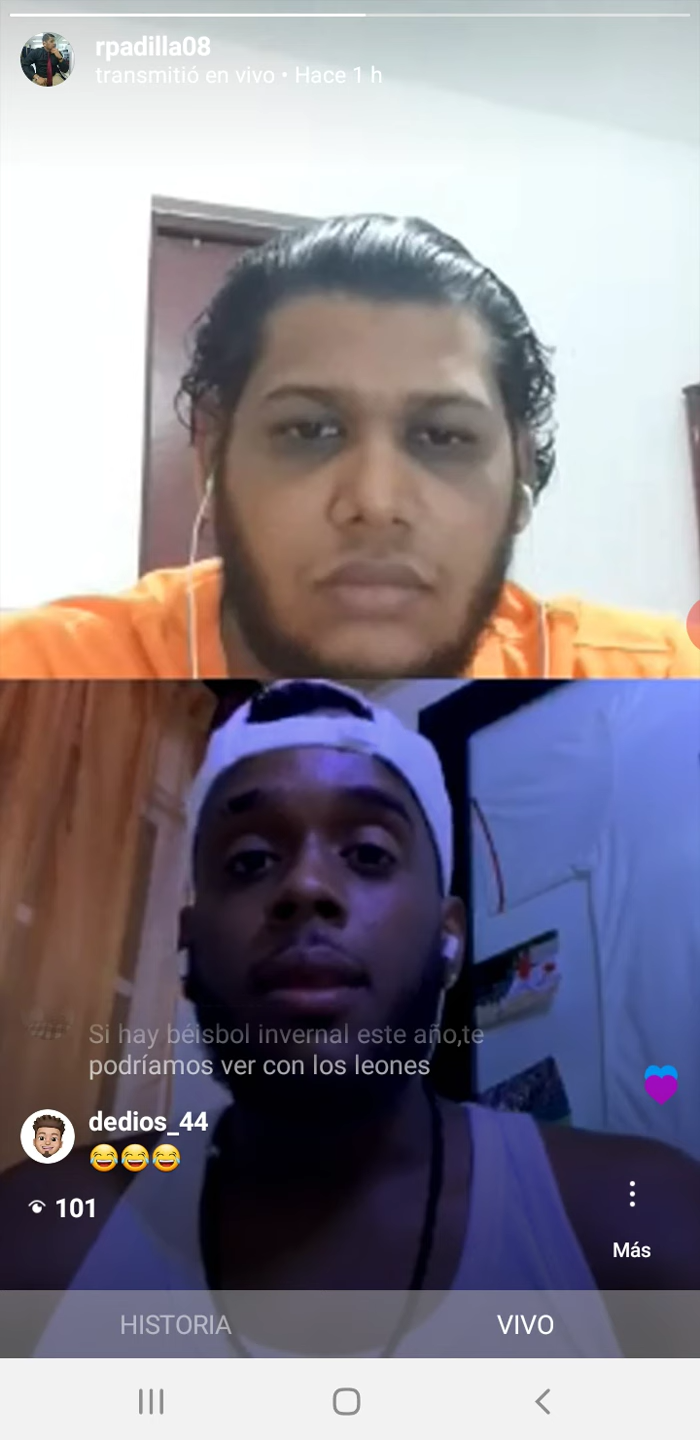 rpadilla08
transmitió en vivo • Hace 1 h
Si hay béisbol invernal este año,te
podríamos ver con los leones
dedios_44
😂😂😂
101
Más
HISTORIA
VIVO